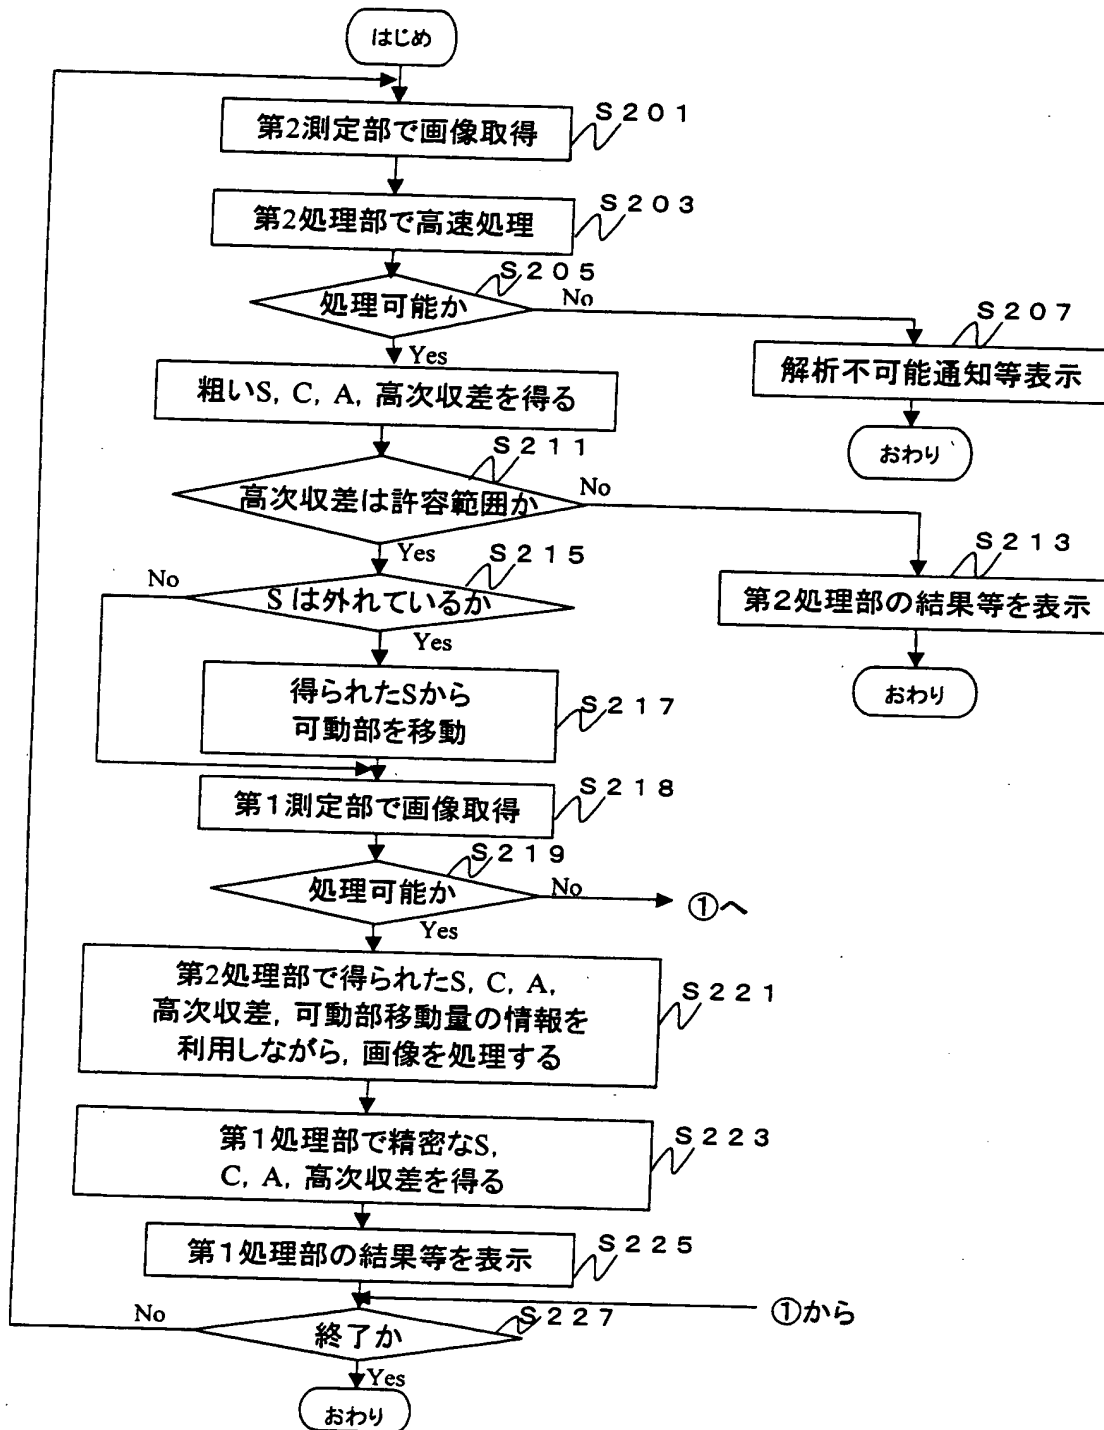 はじめ
第2測定部で画像取得
S201
第2処理部で高速処理
S203
処理可能か
S205
No
Yes
解析不可能通知等表示
S207
おわり
粗いS, C, A, 高次収差を得る
高次収差は許容範囲か
S211
No
Yes
第2処理部の結果等を表示
S213
おわり
Sは外れているか
S215
No
Yes
得られたSから
可動部を移動
S217
第1測定部で画像取得
S218
処理可能か
S219
No
①へ
Yes
第2処理部で得られたS, C, A,
高次収差, 可動部移動量の情報を
利用しながら, 画像を処理する
S221
第1処理部で精密なS,
C, A, 高次収差を得る
S223
第1処理部の結果等を表示
S225
①から
終了か
S227
No
Yes
おわり